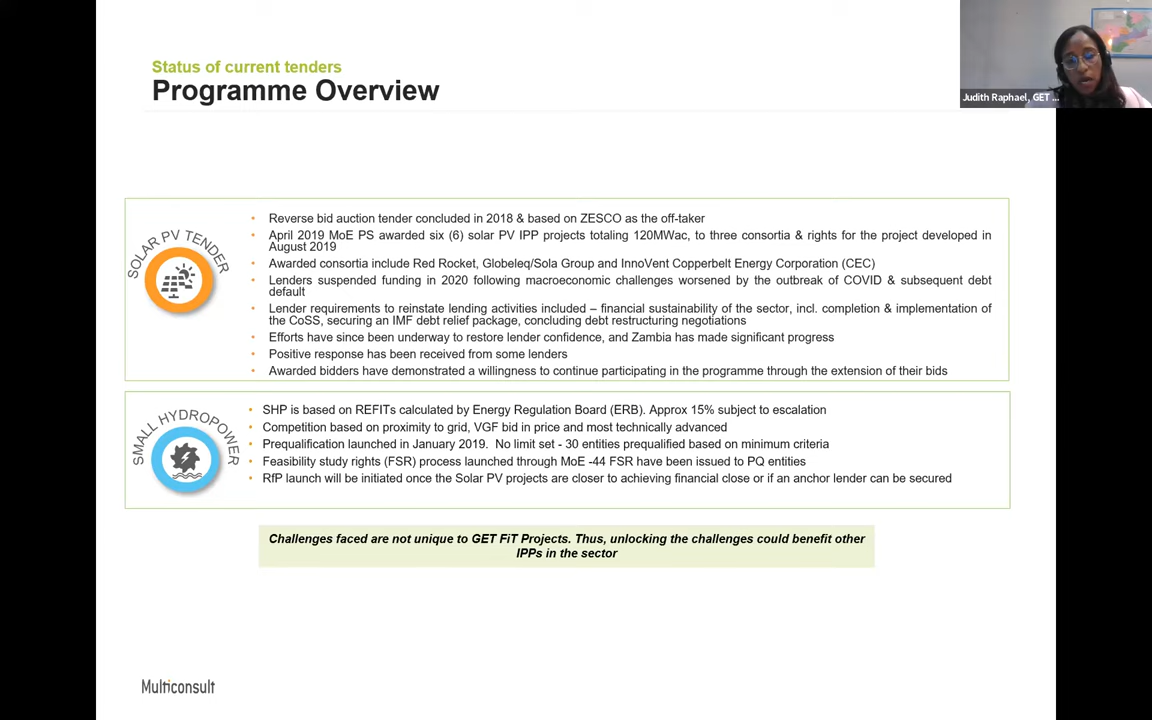 Status of current tenders
Programme Overview
Judith Raphael, GET ...
SOLAR PV TENDER
• Reverse bid auction tender concluded in 2018 & based on ZESCO as the off-taker
• April 2019 MoE PS awarded six (6) solar PV IPP projects totaling 120MWac, to three consortia & rights for the project developed in
August 2019
• Awarded consortia include Red Rocket, Globeleq/Sola Group and InnoVent Copperbelt Energy Corporation (CEC)
• Lenders suspended funding in 2020 following macroeconomic challenges worsened by the outbreak of COVID & subsequent debt
default
• Lender requirements to reinstate lending activities included – financial sustainability of the sector, incl. completion & implementation of
the CoSS, securing an IMF debt relief package, concluding debt restructuring negotiations
• Efforts have since been underway to restore lender confidence, and Zambia has made significant progress
• Positive response has been received from some lenders
• Awarded bidders have demonstrated a willingness to continue participating in the programme through the extension of their bids
SMALL HYDROPOWER
• SHP is based on REFITs calculated by Energy Regulation Board (ERB). Approx 15% subject to escalation
• Competition based on proximity to grid, VGF bid in price and most technically advanced
• Prequalification launched in January 2019. No limit set - 30 entities prequalified based on minimum criteria
• Feasibility study rights (FSR) process launched through MoE -44 FSR have been issued to PQ entities
• RfP launch will be initiated once the Solar PV projects are closer to achieving financial close or if an anchor lender can be secured
Challenges faced are not unique to GET FiT Projects. Thus, unlocking the challenges could benefit other
IPPs in the sector
Multiconsult